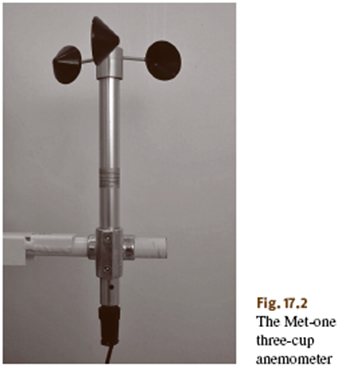 Fig. 17.2
The Met-one
three-cup
anemometer